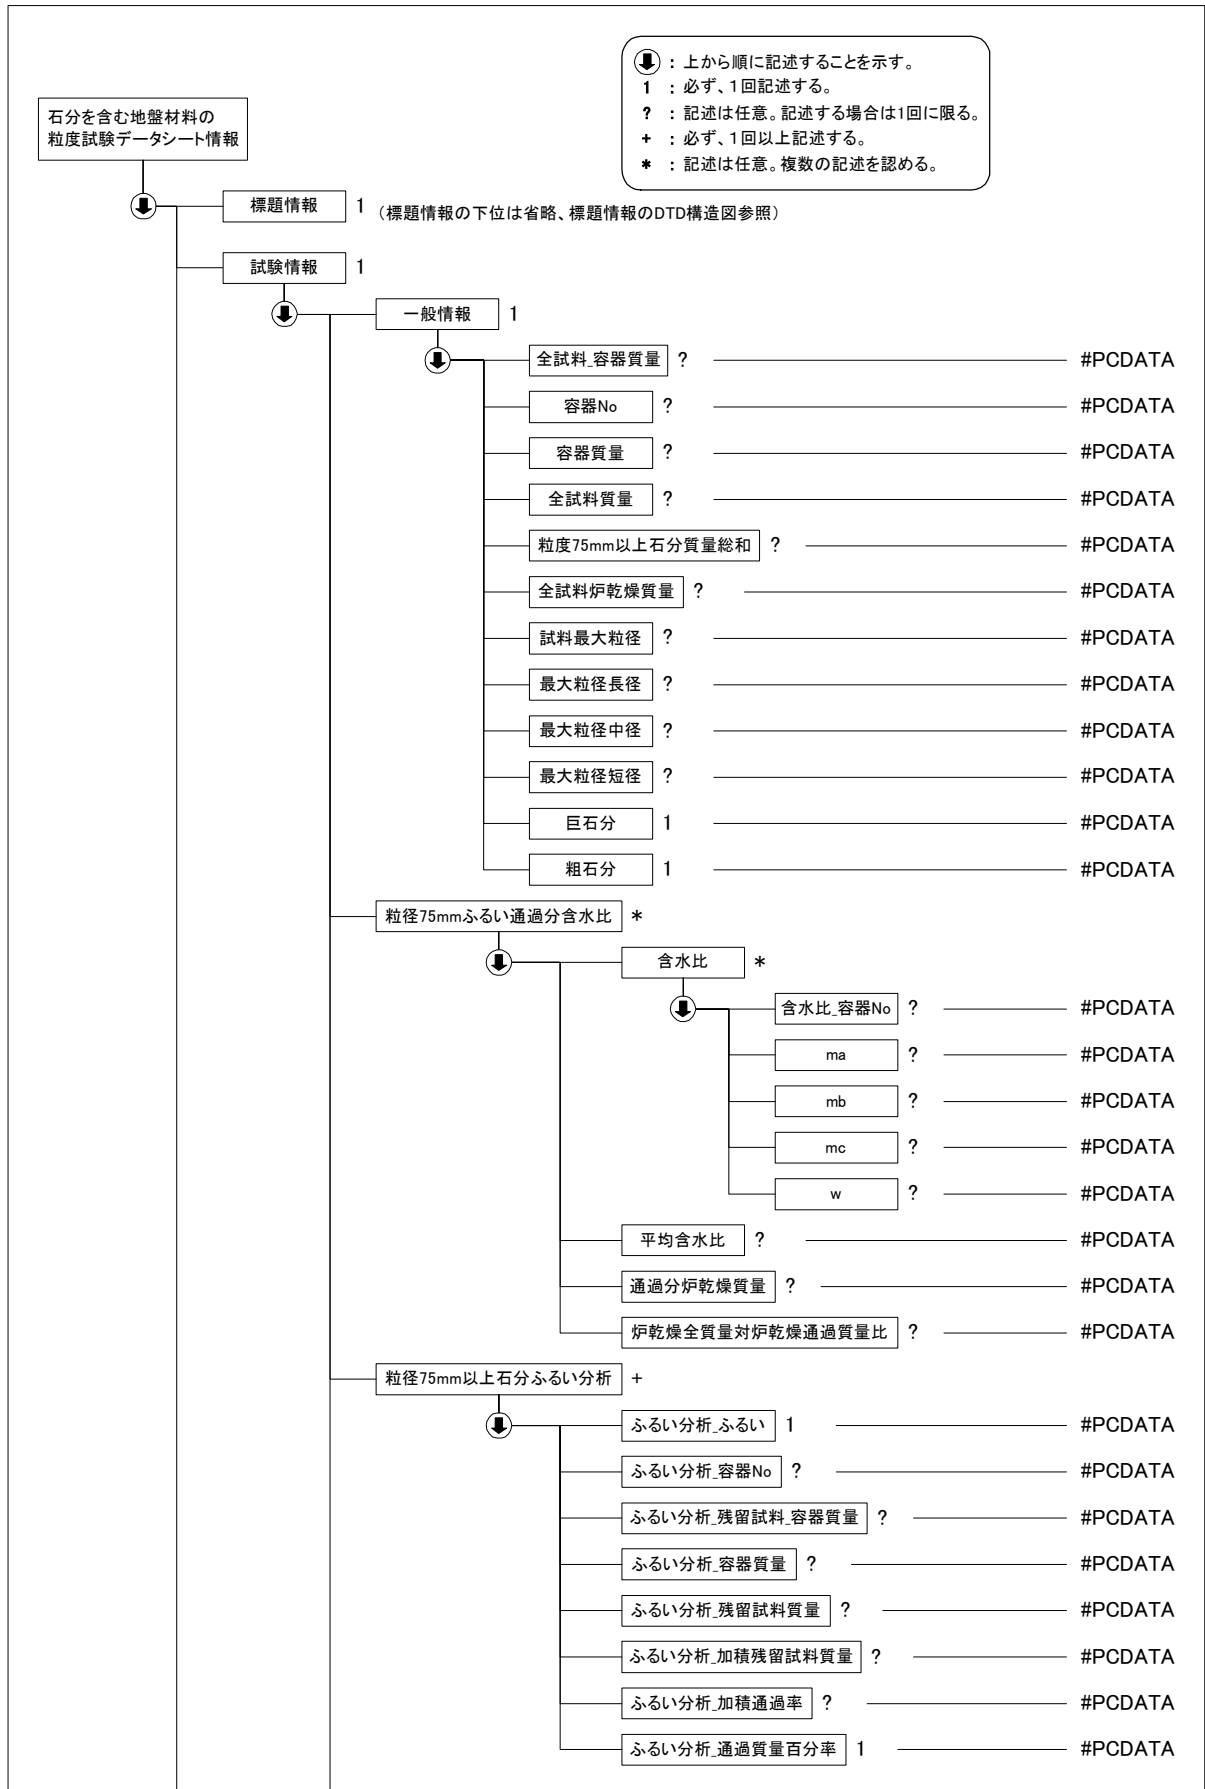 : 上から順に記述することを示す。
1 : 必ず、1回記述する。
? : 記述は任意。記述する場合は1回に限る。
+ : 必ず、1回以上記述する。
* : 記述は任意。複数の記述を認める。
石分を含む地盤材料の
粒度試験データシート情報
標題情報 1 (標題情報の下位は省略、標題情報のDTD構造図参照)
試験情報 1
一般情報 1
全試料_容器質量 ? #PCDATA
容器No ? #PCDATA
容器質量 ? #PCDATA
全試料質量 ? #PCDATA
粒度75mm以上石分質量総和 ? #PCDATA
全試料炉乾燥質量 ? #PCDATA
試料最大粒径 ? #PCDATA
最大粒径長径 ? #PCDATA
最大粒径中径 ? #PCDATA
最大粒径短径 ? #PCDATA
巨石分 1 #PCDATA
粗石分 1 #PCDATA
粒径75mmふるい通過分含水比 *
含水比 *
含水比_容器No ? #PCDATA
ma ? #PCDATA
mb ? #PCDATA
mc ? #PCDATA
w ? #PCDATA
平均含水比 ? #PCDATA
通過分炉乾燥質量 ? #PCDATA
炉乾燥全質量対炉乾燥通過質量比 ? #PCDATA
粒径75mm以上石分ふるい分析 +
ふるい分析_ふるい 1 #PCDATA
ふるい分析_容器No ? #PCDATA
ふるい分析_残留試料_容器質量 ? #PCDATA
ふるい分析_容器質量 ? #PCDATA
ふるい分析_残留試料質量 ? #PCDATA
ふるい分析_加積残留試料質量 ? #PCDATA
ふるい分析_加積通過率 ? #PCDATA
ふるい分析_通過質量百分率 1 #PCDATA